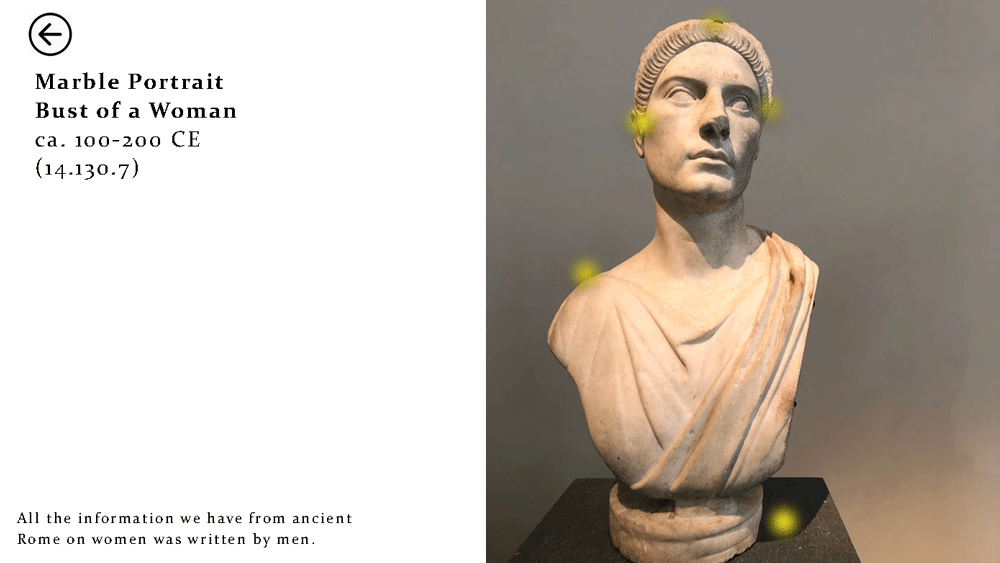 Marble Portrait
Bust of a Woman
ca. 100-200 CE
(14.130.7)
All the information we have from ancient
Rome on women was written by men.